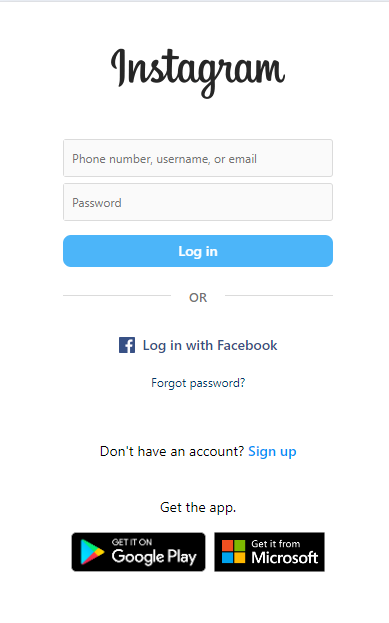 Instagram
Phone number, username, or email
Password
Log in
OR
Log in with Facebook
Forgot password?
Don't have an account? Sign up
Get the app.
GET IT ON
Google Play
Get it from
Microsoft